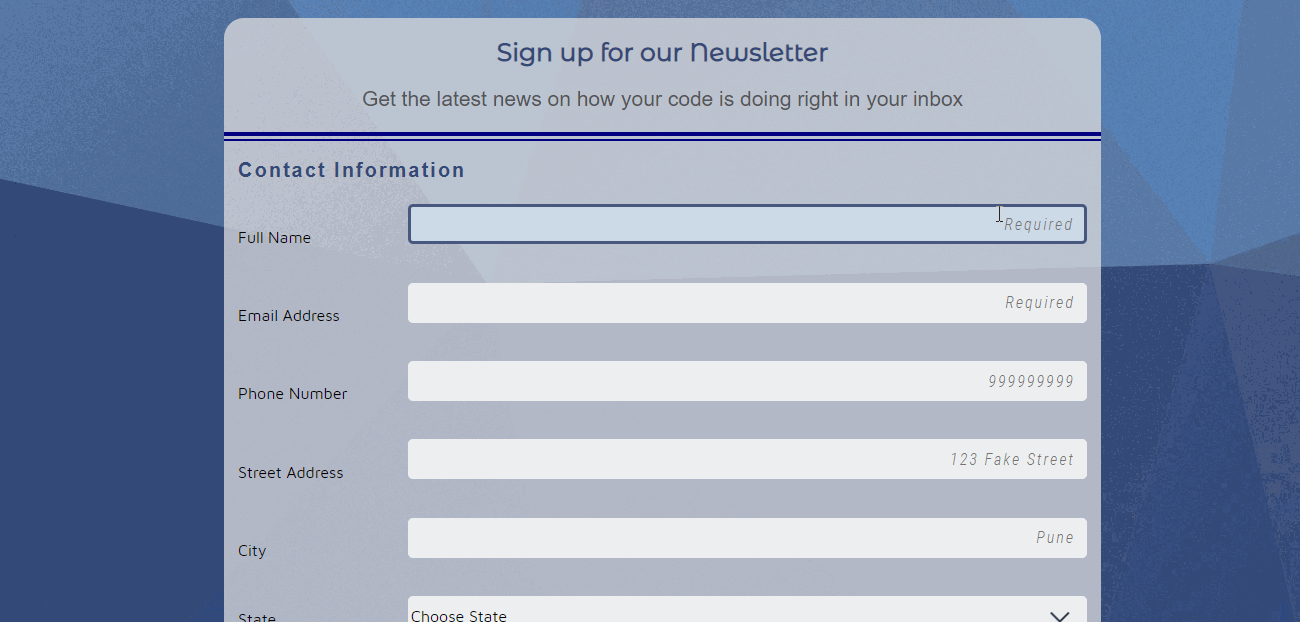 Sign up for our Newsletter
Get the latest news on how your code is doing right in your inbox
Contact Information
Full Name Required
Email Address Required
Phone Number 999999999
Street Address 123 Fake Street
City Pune
State Choose State